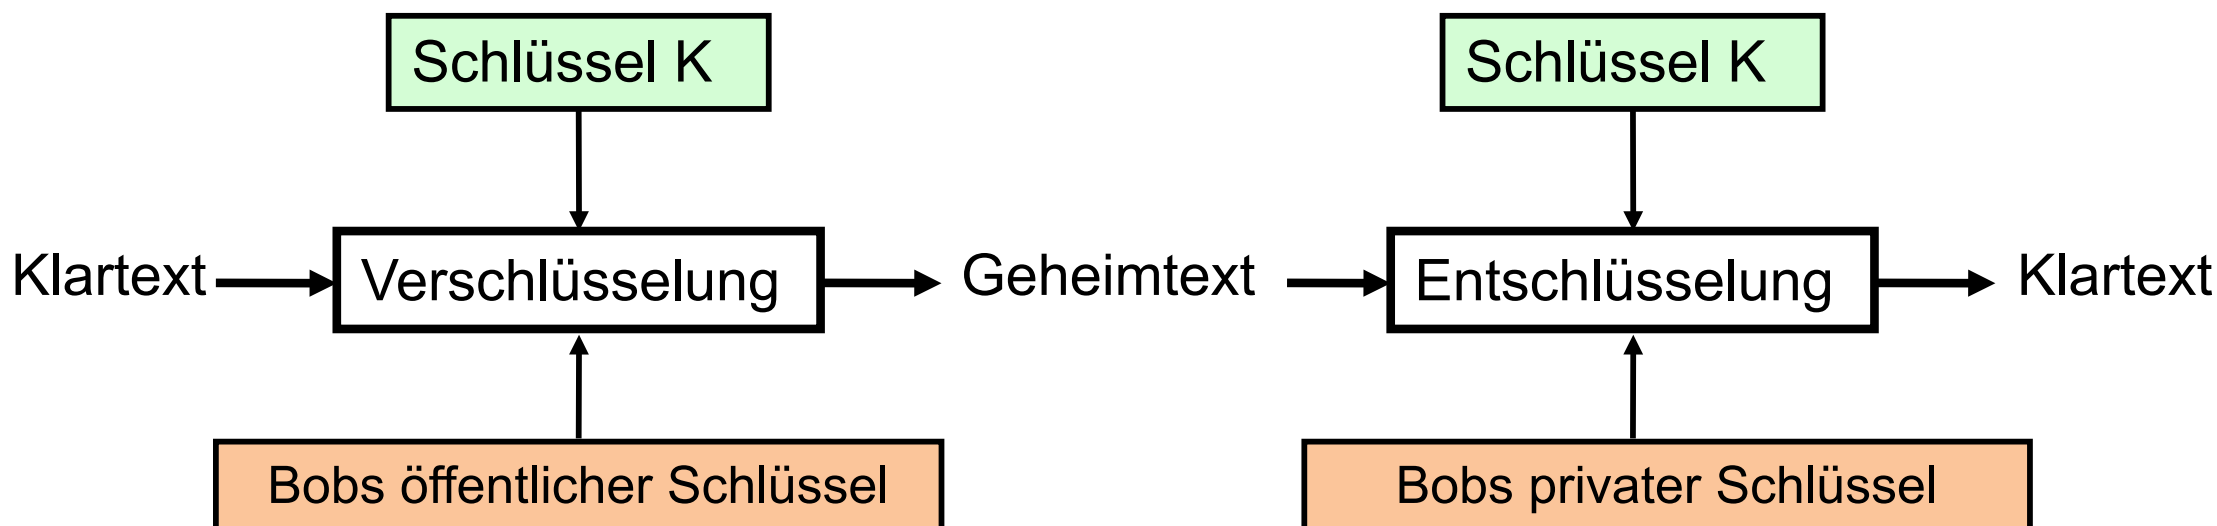 Schlüssel K
Schlüssel K
Klartext
Verschlüsselung
Geheimtext
Entschlüsselung
Klartext
Bobs öffentlicher Schlüssel
Bobs privater Schlüssel